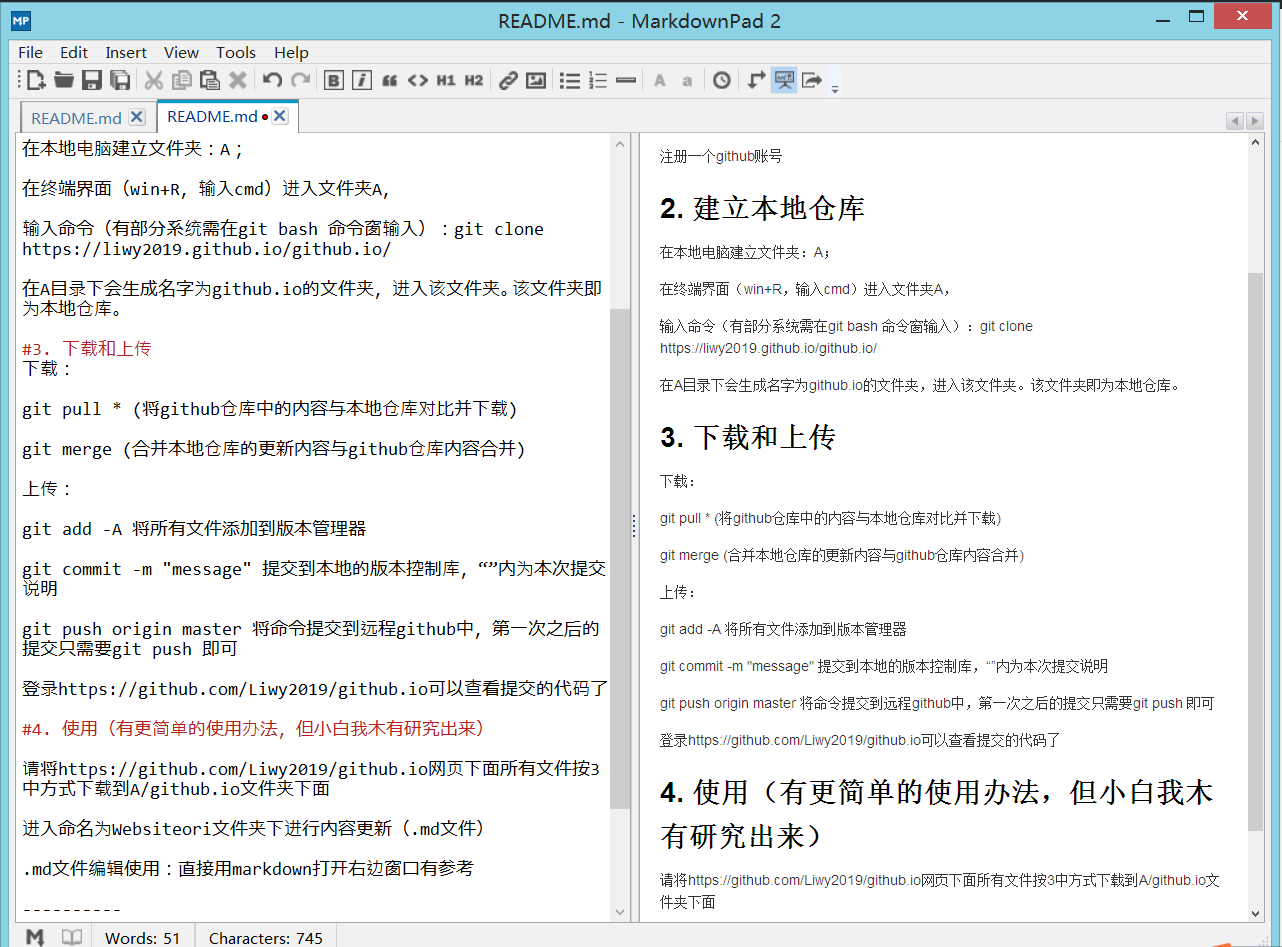 MP
README.md - MarkdownPad 2
File Edit Insert View Tools Help
B i H1 H2 A a
README.md
README.md
在本地电脑建立文件夹：A；
在终端界面（win+R, 输入cmd）进入文件夹A，
输入命令（有部分系统需在git bash 命令窗输入）：git clone
https://liwy2019.github.io/github.io/
在A目录下会生成名字为github.io的文件夹，进入该文件夹。该文件夹即
为本地仓库。
#3. 下载和上传
下载：
git pull * (将github仓库中的内容与本地仓库对比并下载)
git merge (合并本地仓库的更新内容与github仓库内容合并)
上传：
git add -A 将所有文件添加到版本管理器
git commit -m "message" 提交到本地的版本控制库，“”内为本次提交
说明
git push origin master 将命令提交到远程github中，第一次之后的
提交只需要git push 即可
登录https://github.com/Liwy2019/github.io可以查看提交的代码了
#4. 使用（有更简单的使用办法，但小白我木有研究出来）
请将https://github.com/Liwy2019/github.io网页下面所有文件按3
中方式下载到A/github.io文件夹下面
进入命名为Websiteori文件夹下进行内容更新（.md文件）
.md文件编辑使用：直接用markdown打开右边窗口有参考
----------
注册一个github账号
2. 建立本地仓库
在本地电脑建立文件夹：A；
在终端界面（win+R，输入cmd）进入文件夹A，
输入命令（有部分系统需在git bash 命令窗输入）：git clone
https://liwy2019.github.io/github.io/
在A目录下会生成名字为github.io的文件夹，进入该文件夹。该文件夹即为本地仓库。
3. 下载和上传
下载：
git pull * (将github仓库中的内容与本地仓库对比并下载)
git merge (合并本地仓库的更新内容与github仓库内容合并)
上传：
git add -A 将所有文件添加到版本管理器
git commit -m "message" 提交到本地的版本控制库，“”内为本次提交说明
git push origin master 将命令提交到远程github中，第一次之后的提交只需要git push 即可
登录https://github.com/Liwy2019/github.io可以查看提交的代码了
4. 使用（有更简单的使用办法，但小白我木
有研究出来）
请将https://github.com/Liwy2019/github.io网页下面所有文件按3中方式下载到A/github.io文
件夹下面
Words: 51 Characters: 745